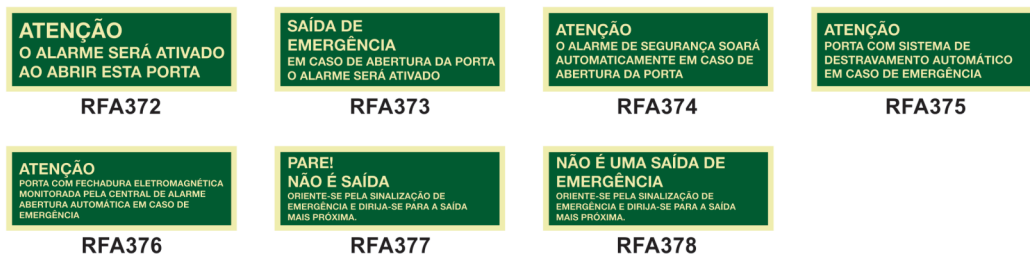 ATENÇÃO
O ALARME SERÁ ATIVADO
AO ABRIR ESTA PORTA
RFA372
SAÍDA DE
EMERGÊNCIA
EM CASO DE ABERTURA DA PORTA
O ALARME SERÁ ATIVADO
RFA373
ATENÇÃO
O ALARME DE SEGURANÇA SOARÁ
AUTOMATICAMENTE EM CASO DE
ABERTURA DA PORTA
RFA374
ATENÇÃO
PORTA COM SISTEMA DE
DESTRAVAMENTO AUTOMÁTICO
EM CASO DE EMERGÊNCIA
RFA375
ATENÇÃO
PORTA COM FECHADURA ELETROMAGNÉTICA
MONITORADA PELA CENTRAL DE ALARME
ABERTURA AUTOMÁTICA EM CASO DE
EMERGÊNCIA
RFA376
PARE!
NÃO É SAÍDA
ORIENTE-SE PELA SINALIZAÇÃO DE
EMERGÊNCIA E DIRIJA-SE PARA A SAÍDA
MAIS PRÓXIMA.
RFA377
NÃO É UMA SAÍDA DE
EMERGÊNCIA
ORIENTE-SE PELA SINALIZAÇÃO DE
EMERGÊNCIA E DIRIJA-SE PARA A SAÍDA
MAIS PRÓXIMA.
RFA378